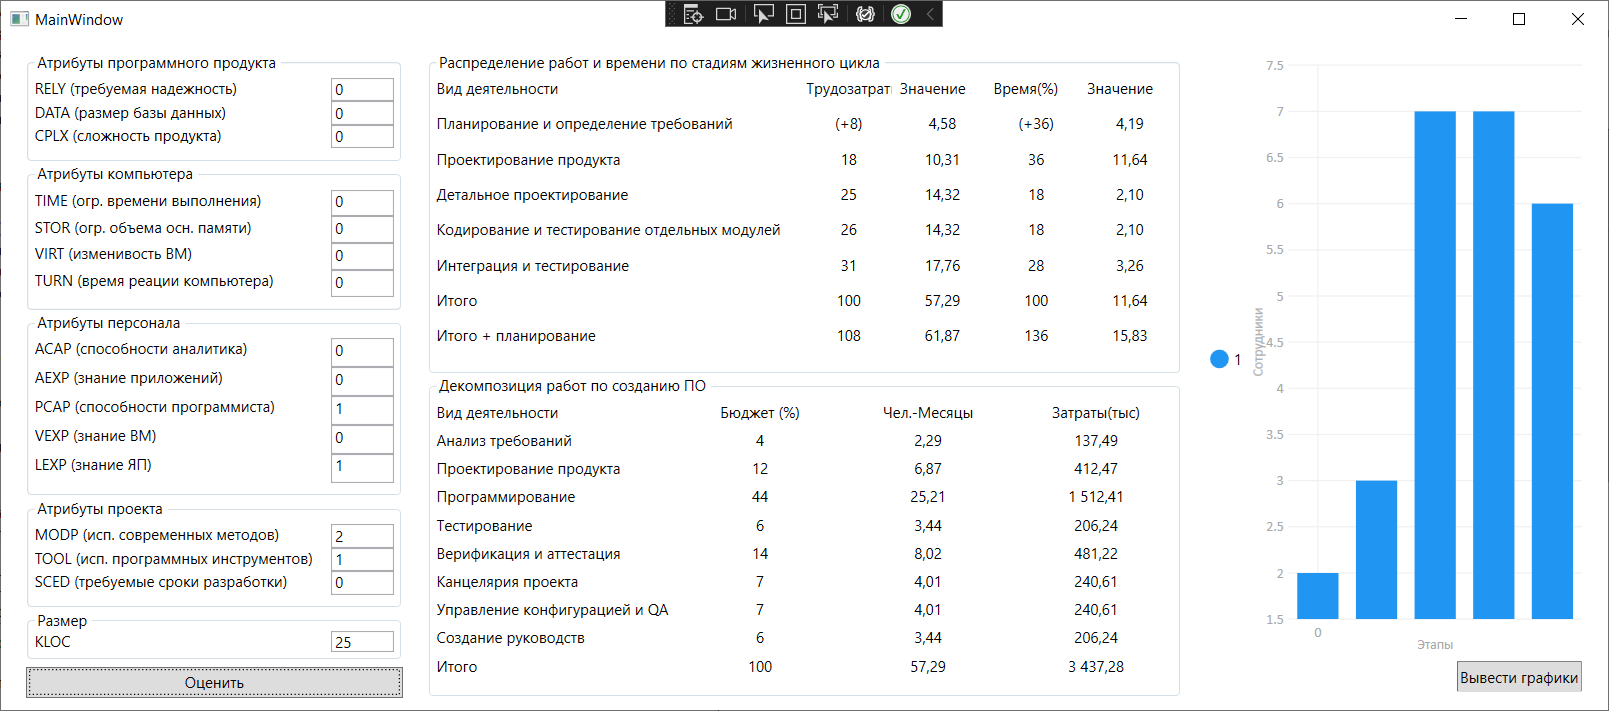 MainWindow
Атрибуты программного продукта
RELY (требуемая надежность) 0
DATA (размер базы данных) 0
CPLX (сложность продукта) 0
Атрибуты компьютера
TIME (огр. времени выполнения) 0
STOR (огр. объема осн. памяти) 0
VIRT (изменивость ВМ) 0
TURN (время реации компьютера) 0
Атрибуты персонала
ACAP (способности аналитика) 0
AEXP (знание приложений) 0
PCAP (способности программиста) 1
VEXP (знание ВМ) 0
LEXP (знание ЯП) 1
Атрибуты проекта
MODP (исп. современных методов) 2
TOOL (исп. программных инструментов) 1
SCED (требуемые сроки разработки) 0
Размер
KLOC 25
Оценить
Распределение работ и времени по стадиям жизненного цикла
Вид деятельности Трудозатрат Значение Время(%) Значение
Планирование и определение требований (+8) 4,58 (+36) 4,19
Проектирование продукта 18 10,31 36 11,64
Детальное проектирование 25 14,32 18 2,10
Кодирование и тестирование отдельных модулей 26 14,32 18 2,10
Интеграция и тестирование 31 17,76 28 3,26
Итого 100 57,29 100 11,64
Итого + планирование 108 61,87 136 15,83
Декомпозиция работ по созданию ПО
Вид деятельности Бюджет (%) Чел.-Месяцы Затраты(тыс)
Анализ требований 4 2,29 137,49
Проектирование продукта 12 6,87 412,47
Программирование 44 25,21 1 512,41
Тестирование 6 3,44 206,24
Верификация и аттестация 14 8,02 481,22
Канцелярия проекта 7 4,01 240,61
Управление конфигурацией и QA 7 4,01 240,61
Создание руководств 6 3,44 206,24
Итого 100 57,29 3 437,28
1
Сотрудники
7.5
7
6.5
6
5.5
5
4.5
4
3.5
3
2.5
2
1.5
0
Этапы
Вывести графики